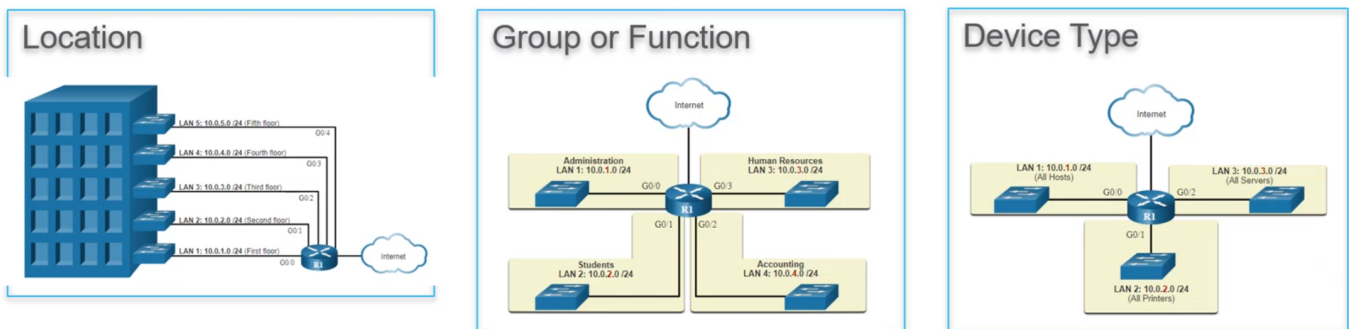 Location
LAN 5: 10.0.5.0 /24 (Fifth floor)
G0/4
LAN 4: 10.0.4.0 /24 (Fourth floor)
G0/3
LAN 3: 10.0.3.0 /24 (Third floor)
G0/2
LAN 2: 10.0.2.0 /24 (Second floor)
G0/1
LAN 1: 10.0.1.0 /24 (First floor)
G0/0
R1
Internet
Group or Function
Internet
Administration
LAN 1: 10.0.1.0 /24
G0/0
Human Resources
LAN 3: 10.0.3.0 /24
G0/3
R1
G0/1
G0/2
Students
LAN 2: 10.0.2.0 /24
Accounting
LAN 4: 10.0.4.0 /24
Device Type
Internet
LAN 1: 10.0.1.0 /24
(All Hosts)
G0/0
LAN 3: 10.0.3.0 /24
(All Servers)
G0/2
R1
G0/1
LAN 2: 10.0.2.0 /24
(All Printers)